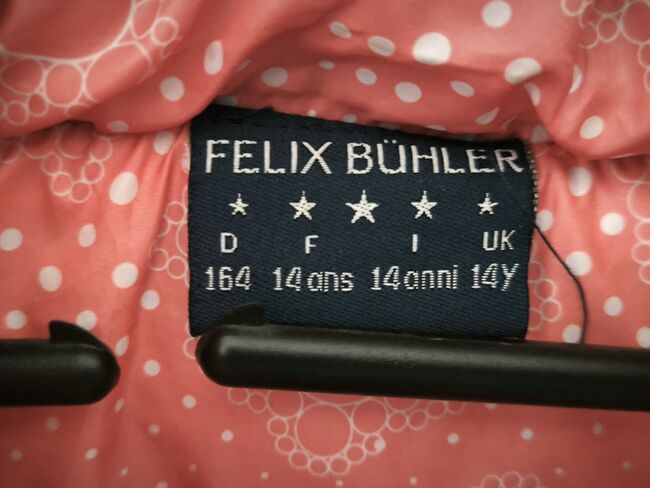 FELIX BÜHLER
D F I UK
164 14 ans 14 anni 14Y